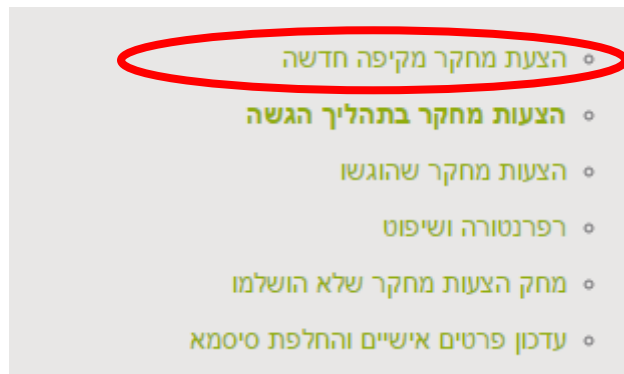 הצעת מחקר מקיפה חדשה
הצעות מחקר בתהליך הגשה
הצעות מחקר שהוגשו
רפרנטורה ושיפוט
מחק הצעות מחקר שלא הושלמו
עדכון פרטים אישיים והחלפת סיסמא